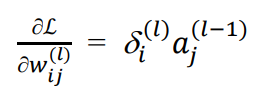 ∂ℒ/∂w_{ij}^{(l)} = δ_i^{(l)} a_j^{(l−1)}